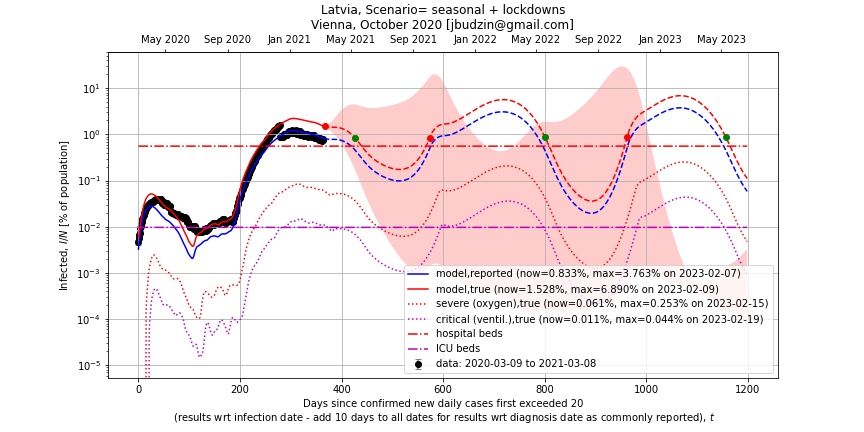 Latvia, Scenario= seasonal + lockdowns
Vienna, October 2020 [jbudzin@gmail.com]
May 2020 Sep 2020 Jan 2021 May 2021 Sep 2021 Jan 2022 May 2022 Sep 2022 Jan 2023 May 2023
Infected, I/N [% of population]
10¹
10⁰
10⁻¹
10⁻²
10⁻³
10⁻⁴
10⁻⁵
model,reported (now=0.833%, max=3.763% on 2023-02-07)
model,true (now=1.528%, max=6.890% on 2023-02-09)
severe (oxygen),true (now=0.061%, max=0.253% on 2023-02-15)
critical (ventil.),true (now=0.011%, max=0.044% on 2023-02-19)
hospital beds
ICU beds
data: 2020-03-09 to 2021-03-08
0 200 400 600 800 1000 1200
Days since confirmed new daily cases first exceeded 20
(results wrt infection date - add 10 days to all dates for results wrt diagnosis date as commonly reported), t